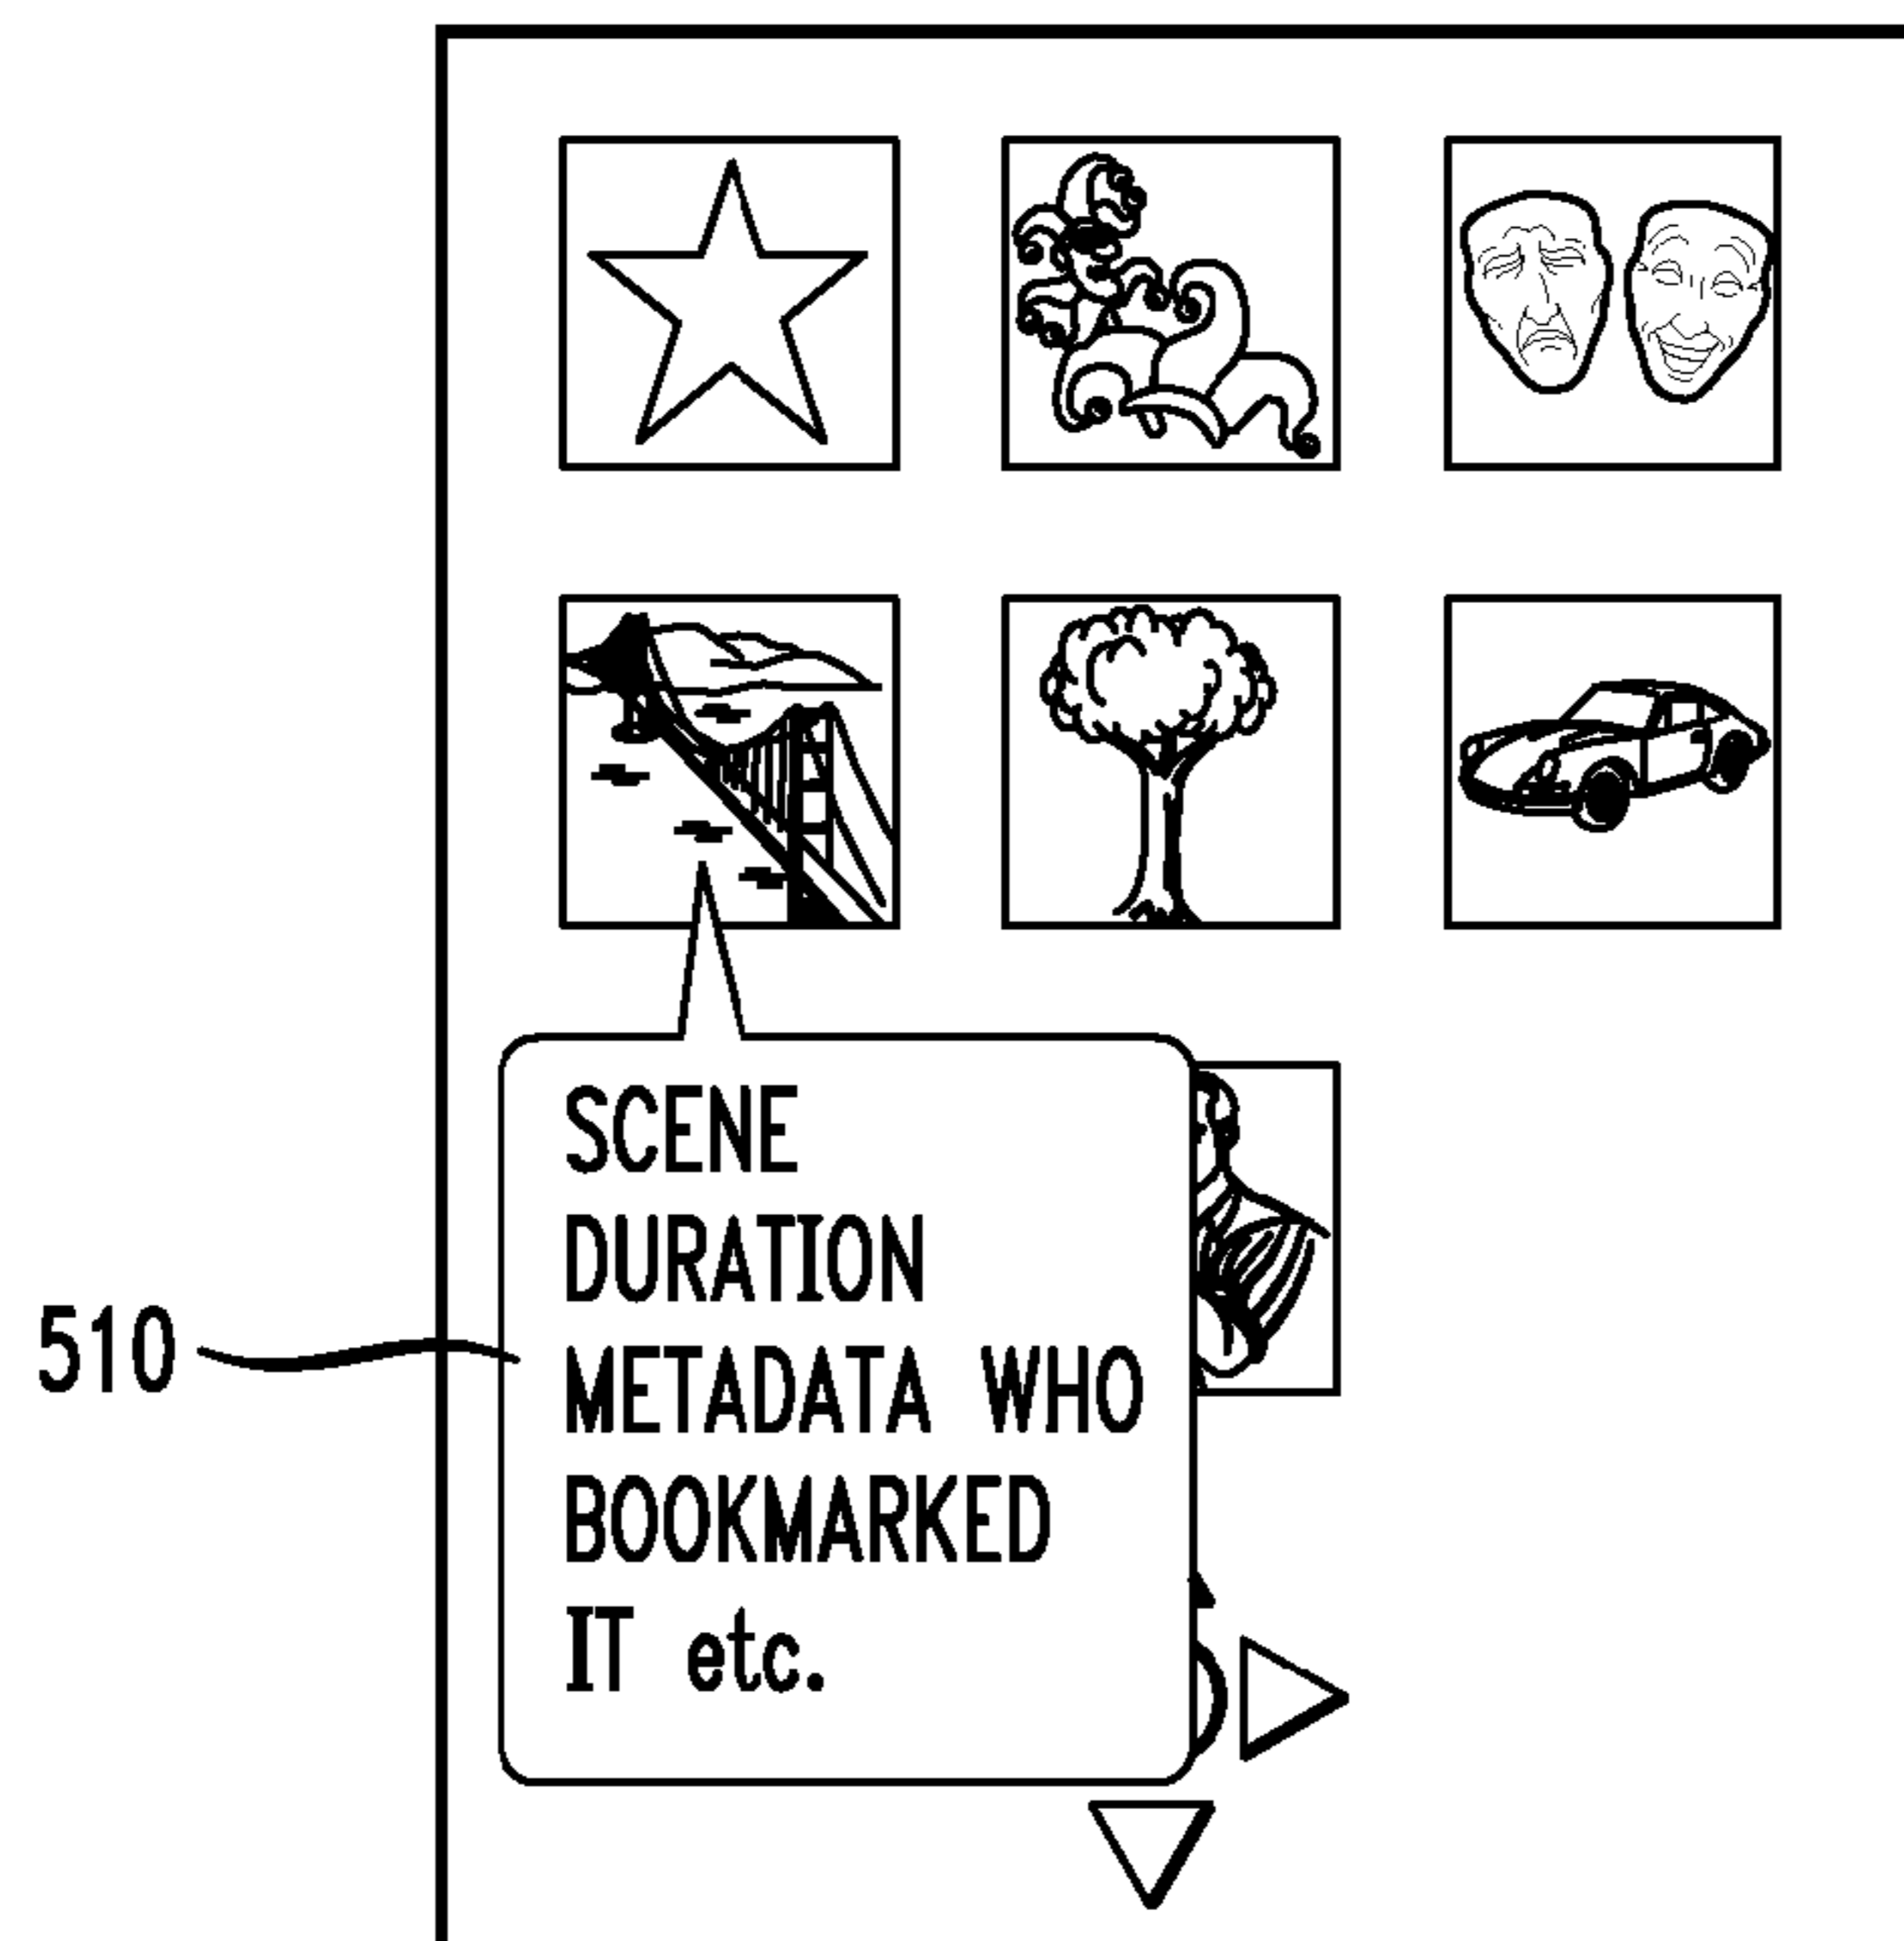 SCENE
DURATION
METADATA WHO
BOOKMARKED
IT etc.
510